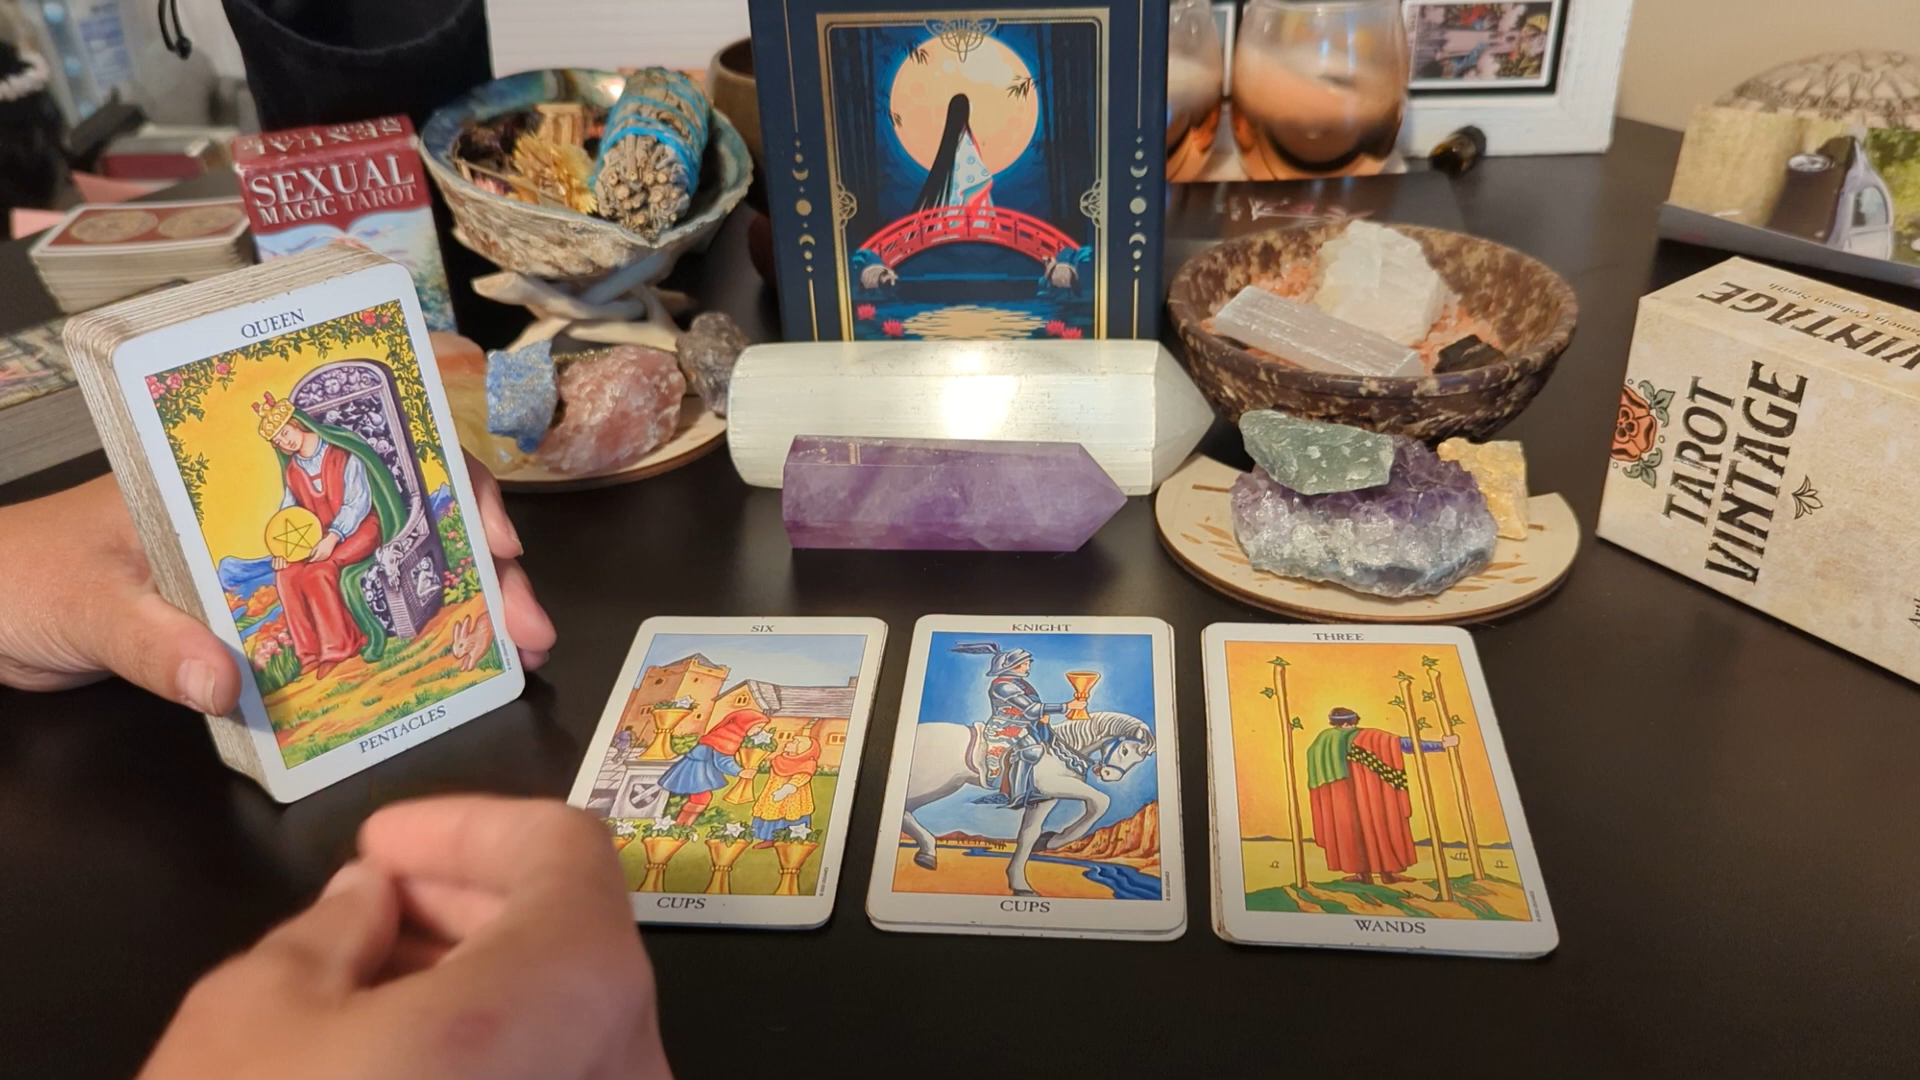 SEXUAL
MAGIC TAROT
QUEEN
PENTACLES
SIX
CUPS
KNIGHT
CUPS
THREE
WANDS
VINTAGE
TAROT
VINTAGE